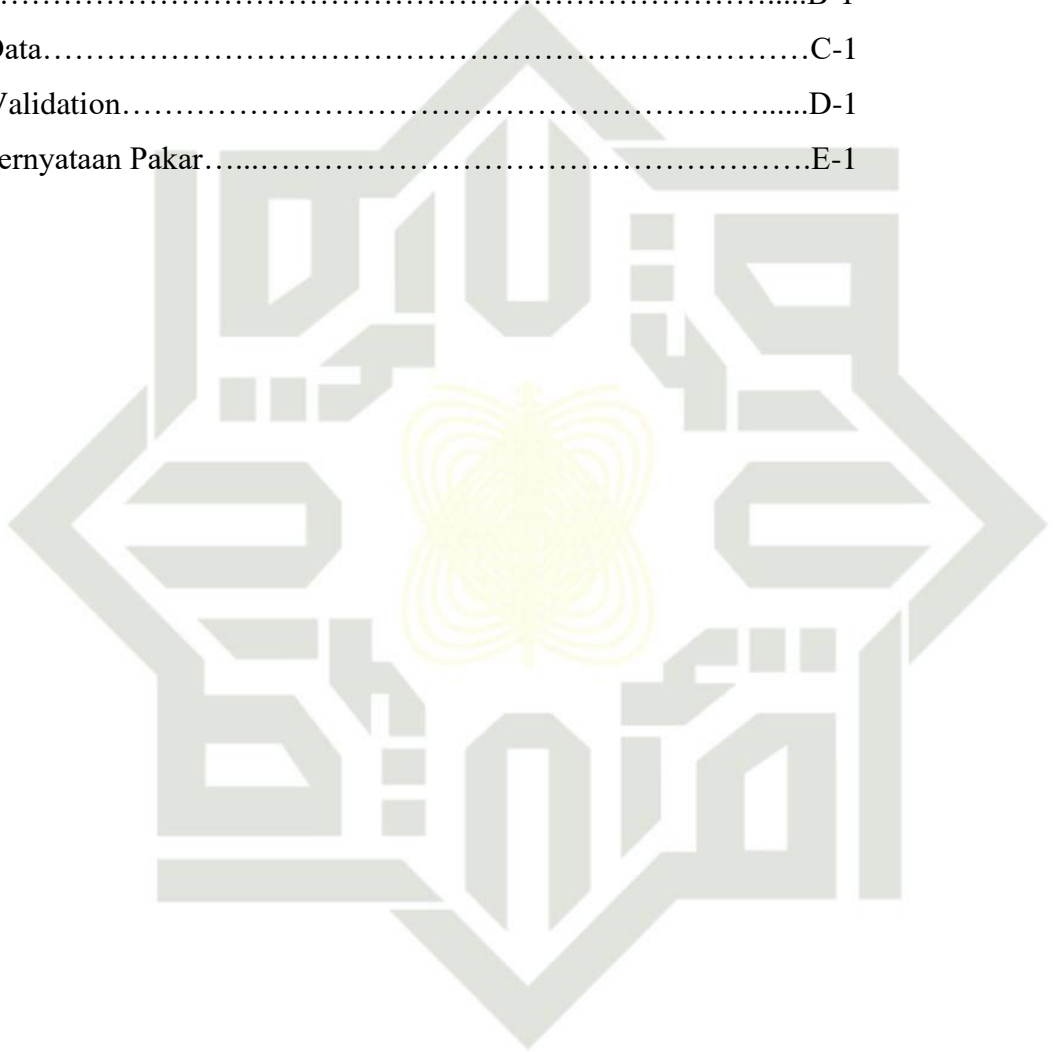 Data……………………………………………………………………C-1
Validation…………………………………………………………......D-1
ernyataan Pakar…...…………………………………………………….E-1